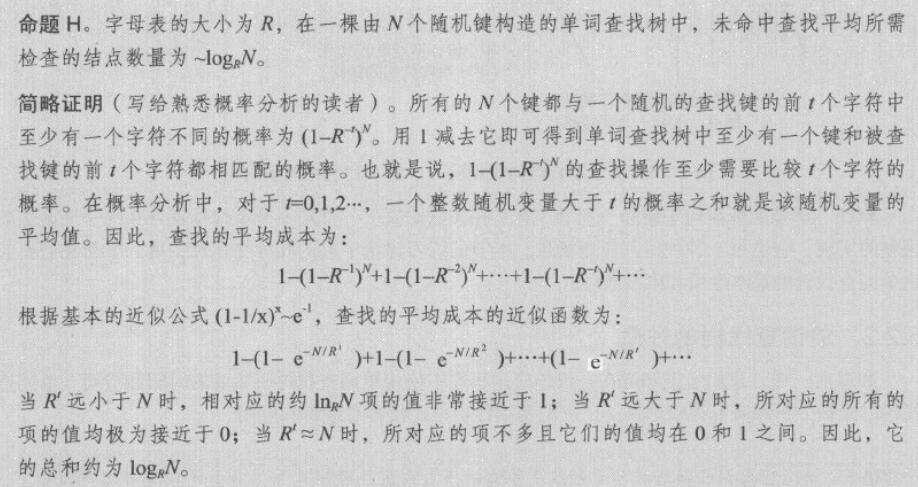 命题 H。字母表的大小为 R，在一棵由 N 个随机键构造的单词查找树中，未命中查找平均所需
检查的结点数量为 ~logRN。
简略证明（写给熟悉概率分析的读者）。所有的 N 个键都与一个随机的查找键的前 t 个字符中
至少有一个字符不同的概率为 (1–R⁻ᵗ)ᴺ。用 1 减去它即可得到单词查找树中至少有一个键和被查
找键的前 t 个字符都相匹配的概率。也就是说，1–(1–R⁻ᵗ)ᴺ 的查找操作至少需要比较 t 个字符的
概率。在概率分析中，对于 t=0,1,2···，一个整数随机变量大于 t 的概率之和就是该随机变量的
平均值。因此，查找的平均成本为：
1–(1–R⁻¹)ᴺ+1–(1–R⁻²)ᴺ+···+1–(1–R⁻ᵗ)ᴺ+···
根据基本的近似公式 (1-1/x)ˣ~e⁻¹，查找的平均成本的近似函数为：
1–(1– e^(–N/R¹) )+1–(1– e^(–N/R²) )+···+(1– e^(–N/Rᵗ) )+···
当 Rᵗ 远小于 N 时，相对应的约 lnRN 项的值非常接近于 1；当 Rᵗ 远大于 N 时，所对应的所有的
项的值均极为接近于 0；当 Rᵗ≈N 时，所对应的项不多且它们的值均在 0 和 1 之间。因此，它
的总和约为 logRN。